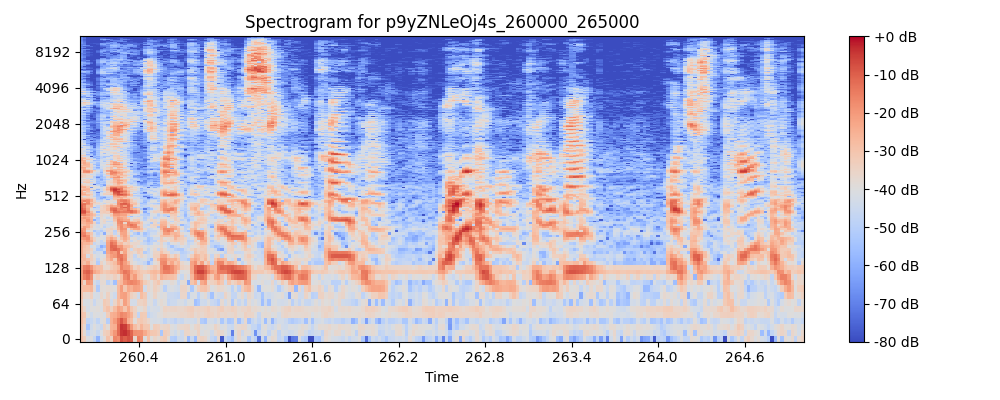 Spectrogram for p9yZNLeOj4s_260000_265000
Hz
8192
4096
2048
1024
512
256
128
64
0
260.4 261.0 261.6 262.2 262.8 263.4 264.0 264.6
Time
+0 dB
-10 dB
-20 dB
-30 dB
-40 dB
-50 dB
-60 dB
-70 dB
-80 dB